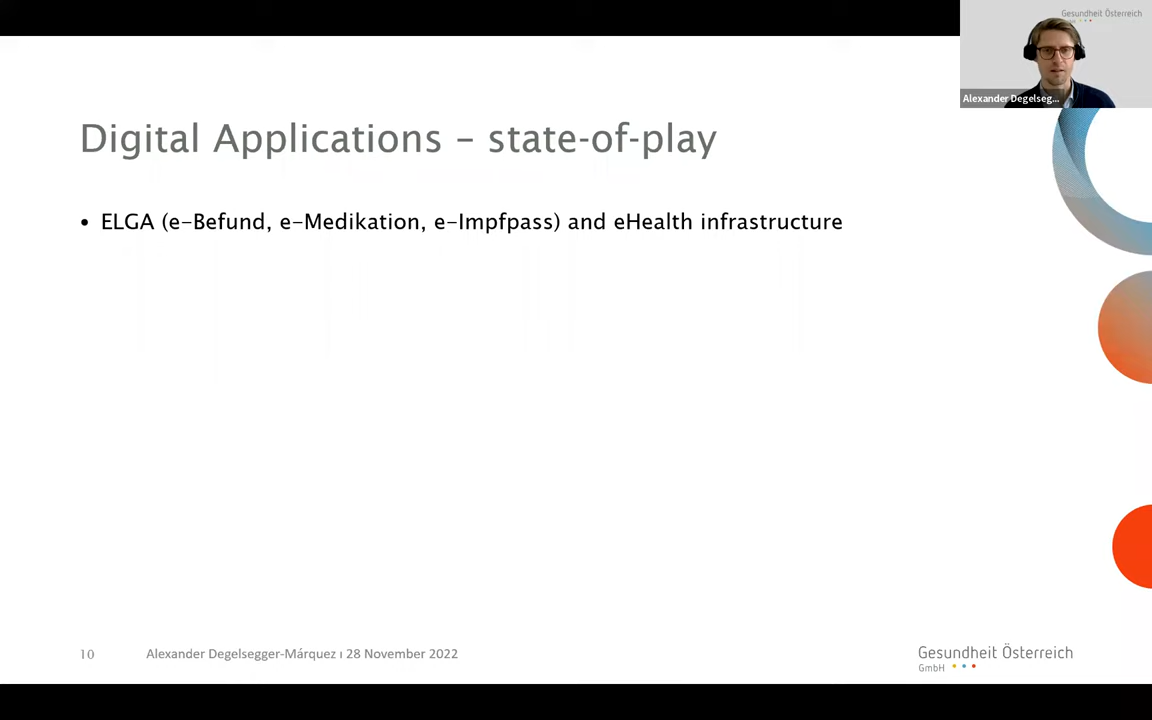 Gesundheit Österreich
Alexander Degelseg...
Digital Applications – state-of-play
• ELGA (e-Befund, e-Medikation, e-Impfpass) and eHealth infrastructure
10
Alexander Degelsegger-Márquez ı 28 November 2022
Gesundheit Österreich
GmbH